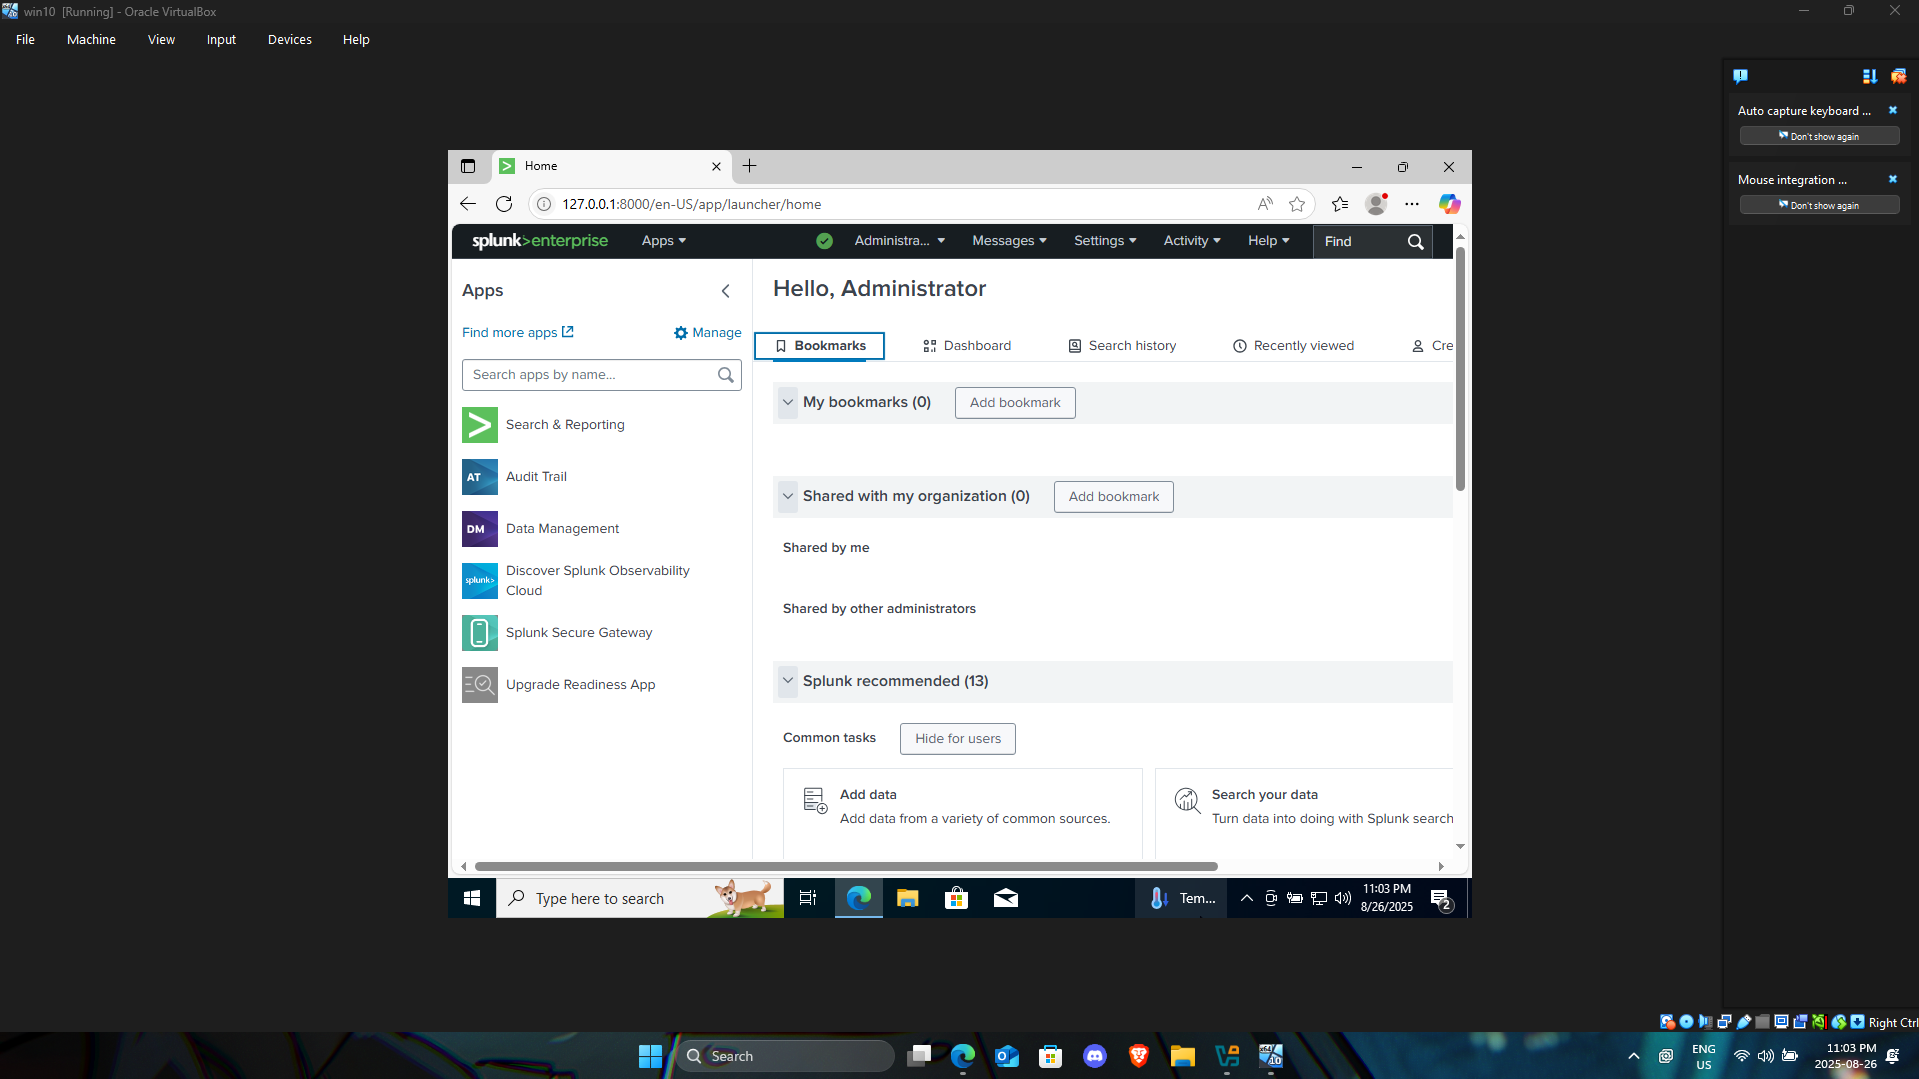 win10 [Running] - Oracle VirtualBox
File Machine View Input Devices Help
Auto capture keyboard ...
Don't show again
Mouse integration ...
Don't show again
Home
127.0.0.1:8000/en-US/app/launcher/home
splunk>enterprise Apps Administra... Messages Settings Activity Help Find
Apps
Find more apps Manage
Search apps by name...
Search & Reporting
AT Audit Trail
DM Data Management
splunk> Discover Splunk Observability
Cloud
Splunk Secure Gateway
Upgrade Readiness App
Hello, Administrator
Bookmarks Dashboard Search history Recently viewed Cre
My bookmarks (0) Add bookmark
Shared with my organization (0) Add bookmark
Shared by me
Shared by other administrators
Splunk recommended (13)
Common tasks Hide for users
Add data
Add data from a variety of common sources.
Search your data
Turn data into doing with Splunk search
Type here to search
Tem...
11:03 PM
8/26/2025
2
Right Ctrl
Search
ENG
US
11:03 PM
2025-08-26